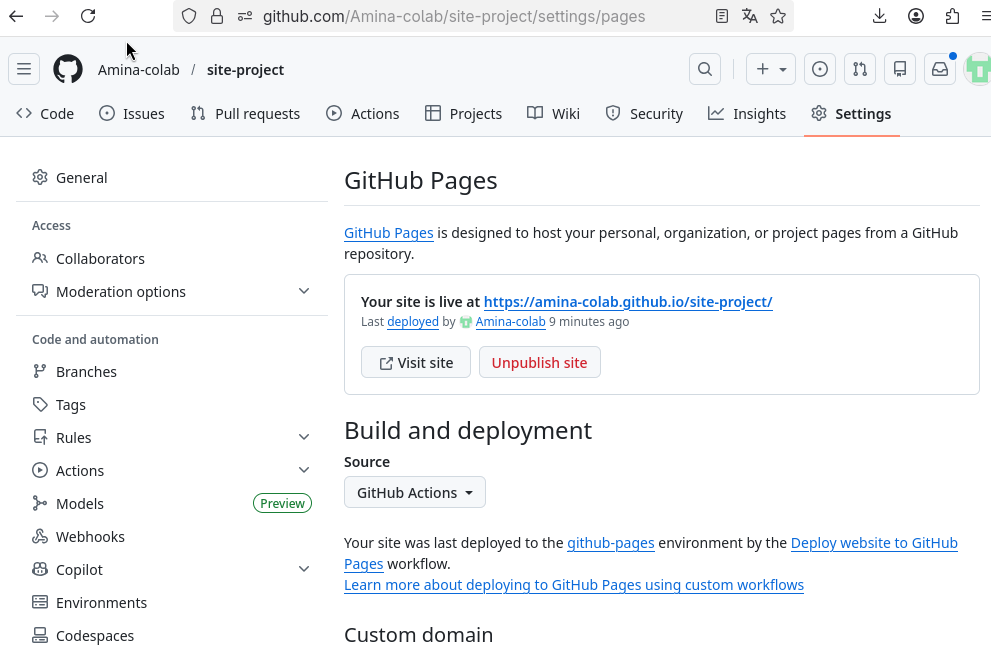 github.com/Amina-colab/site-project/settings/pages
Amina-colab / site-project
Code Issues Pull requests Actions Projects Wiki Security Insights Settings
General
Access
Collaborators
Moderation options
Code and automation
Branches
Tags
Rules
Actions
Models Preview
Webhooks
Copilot
Environments
Codespaces
GitHub Pages
GitHub Pages is designed to host your personal, organization, or project pages from a GitHub
repository.
Your site is live at https://amina-colab.github.io/site-project/
Last deployed by Amina-colab 9 minutes ago
Visit site Unpublish site
Build and deployment
Source
GitHub Actions
Your site was last deployed to the github-pages environment by the Deploy website to GitHub
Pages workflow.
Learn more about deploying to GitHub Pages using custom workflows
Custom domain